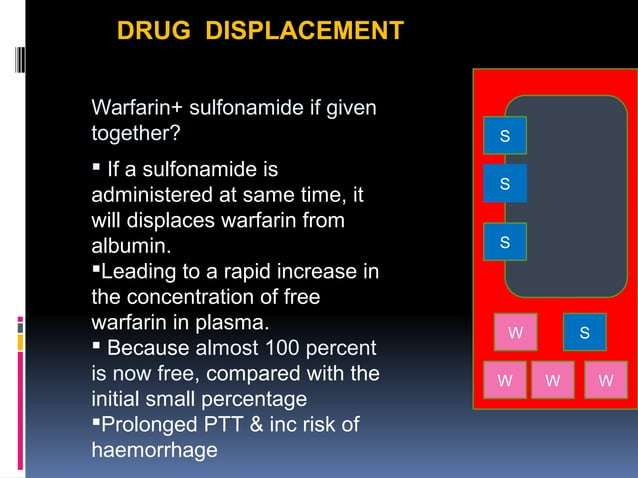 DRUG DISPLACEMENT
Warfarin+ sulfonamide if given
together?
▪ If a sulfonamide is
administered at same time, it
will displaces warfarin from
albumin.
▪Leading to a rapid increase in
the concentration of free
warfarin in plasma.
▪ Because almost 100 percent
is now free, compared with the
initial small percentage
▪Prolonged PTT & inc risk of
haemorrhage
S
S
S
W S
W W W